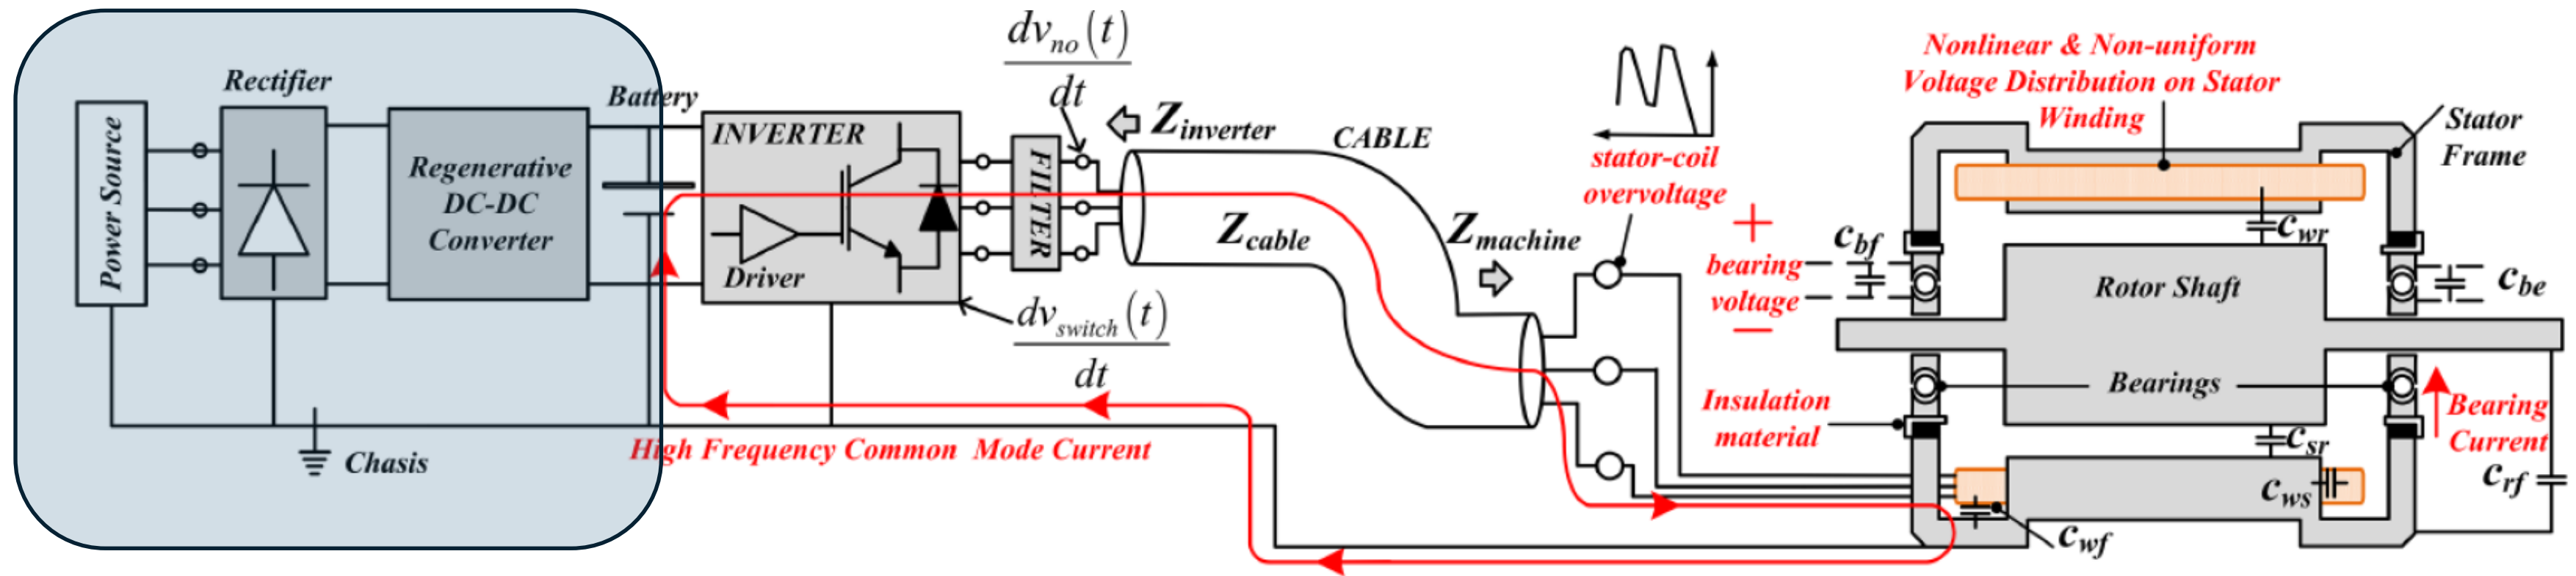 Power Source
Rectifier
Regenerative
DC-DC
Converter
Battery
Chasis
INVERTER
Driver
FILTER
dv_no(t)
dt
dv_switch(t)
dt
Z_inverter
CABLE
Z_cable
Z_machine
High Frequency Common Mode Current
stator-coil
overvoltage
+
bearing
voltage
−
Insulation
material
Nonlinear & Non-uniform
Voltage Distribution on Stator
Winding
Stator
Frame
c_bf
c_wr
c_be
Rotor Shaft
Bearings
Bearing
Current
c_sr
c_ws
c_rf
c_wf